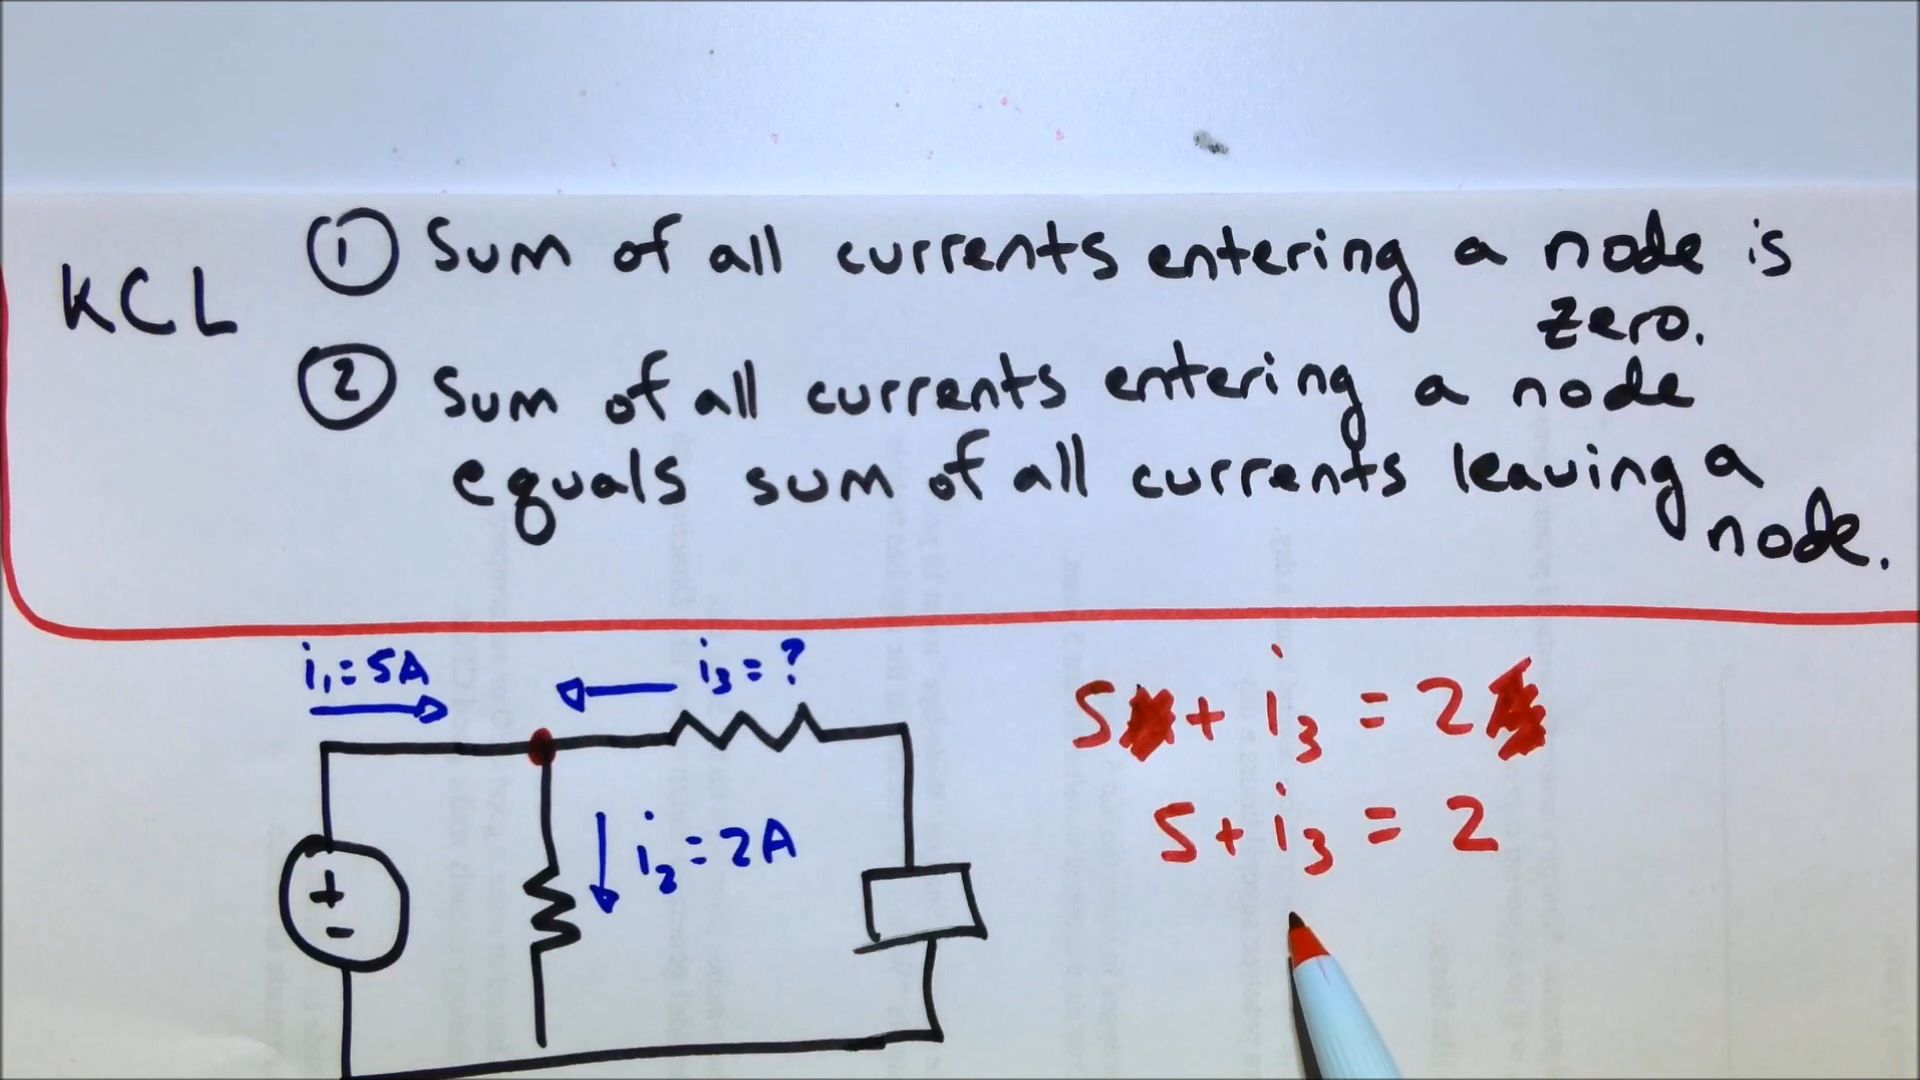 KCL
① Sum of all currents entering a node is
zero.
② Sum of all currents entering a node
equals sum of all currents leaving a
node.
i₁=5A
i₃=?
5 + i₃ = 2
i₂=2A
5 + i₃ = 2
+
-